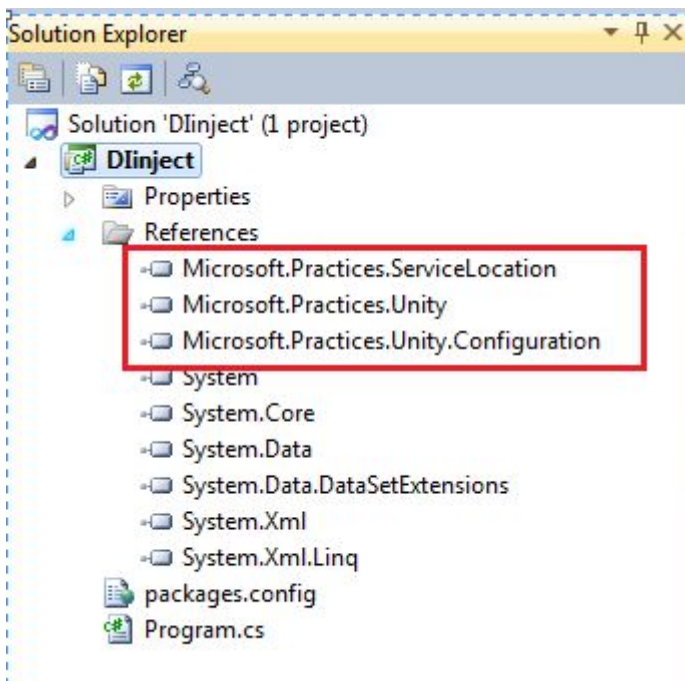 Solution Explorer
Solution 'DIinject' (1 project)
C# DIinject
Properties
References
Microsoft.Practices.ServiceLocation
Microsoft.Practices.Unity
Microsoft.Practices.Unity.Configuration
System
System.Core
System.Data
System.Data.DataSetExtensions
System.Xml
System.Xml.Linq
packages.config
C# Program.cs